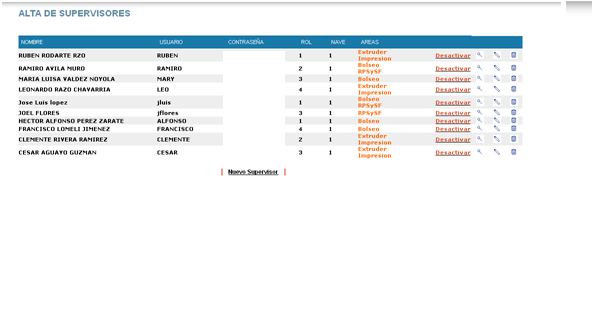 ALTA DE SUPERVISORES
NOMBRE USUARIO CONTRASEÑA ROL NAVE AREAS
RUBEN RODARTE RZO RUBEN 1 1 Extruder Impresion Desactivar
RAMIRO AVILA MURO RAMIRO 2 1 Bolseo RPSySF Desactivar
MARIA LUISA VALDEZ NOYOLA MARY 3 1 Bolseo Desactivar
LEONARDO RAZO CHAVARRIA LEO 4 1 Extruder Impresion Desactivar
Jose Luis lopez jluis 1 1 Bolseo RPSySF Desactivar
JOEL FLORES jflores 3 1 RPSySF Desactivar
HECTOR ALFONSO PEREZ ZARATE ALFONSO 1 1 Bolseo Desactivar
FRANCISCO LOMELI JIMENEZ FRANCISCO 4 1 Bolseo Desactivar
CLEMENTE RIVERA RAMIREZ CLEMENTE 2 1 Extruder Impresion Desactivar
CESAR AGUAYO GUZMAN CESAR 3 1 Extruder Impresion Desactivar
Nuevo Supervisor